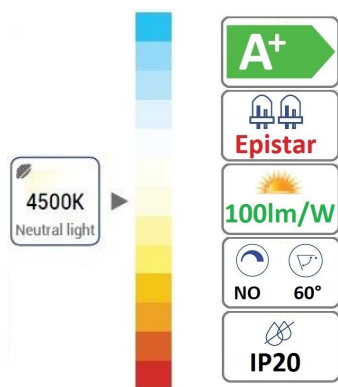 A+
Epistar
4500K
Neutral light
100lm/W
NO 60°
IP20